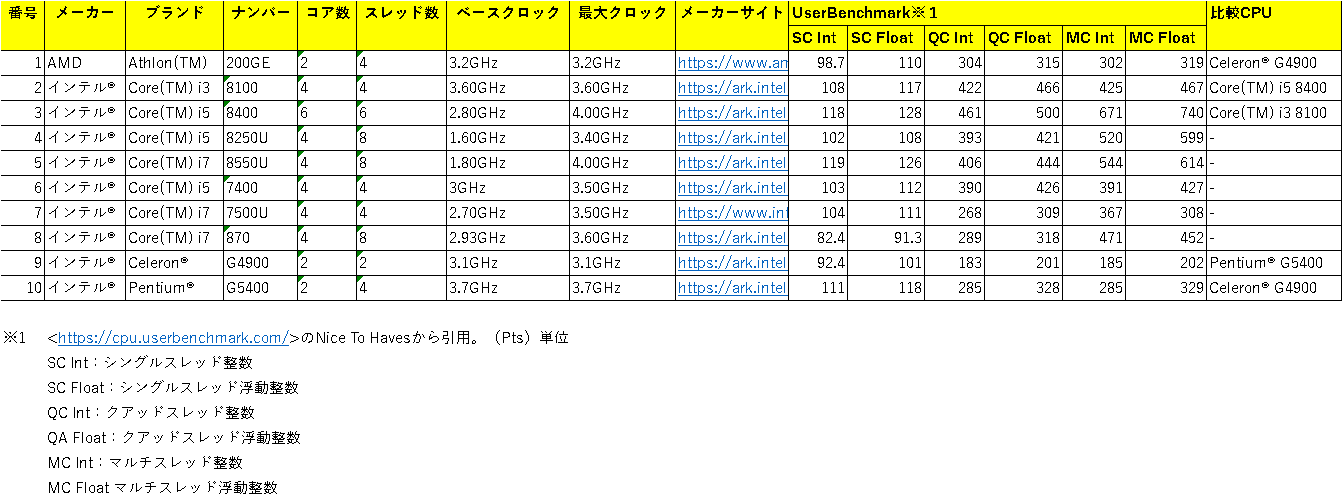 番号 メーカー ブランド ナンバー コア数 スレッド数 ベースクロック 最大クロック メーカーサイト UserBenchmark※1 比較CPU
SC Int SC Float QC Int QC Float MC Int MC Float
1 AMD Athlon(TM) 200GE 2 4 3.2GHz 3.2GHz https://www.am 98.7 110 304 315 302 319 Celeron® G4900
2 インテル® Core(TM) i3 8100 4 4 3.60GHz 3.60GHz https://ark.intel 108 117 422 466 425 467 Core(TM) i5 8400
3 インテル® Core(TM) i5 8400 6 6 2.80GHz 4.00GHz https://ark.intel 118 128 461 500 671 740 Core(TM) i3 8100
4 インテル® Core(TM) i5 8250U 4 8 1.60GHz 3.40GHz https://ark.intel 102 108 393 421 520 599 -
5 インテル® Core(TM) i7 8550U 4 8 1.80GHz 4.00GHz https://ark.intel 119 126 406 444 544 614 -
6 インテル® Core(TM) i5 7400 4 4 3GHz 3.50GHz https://ark.intel 103 112 390 426 391 427 -
7 インテル® Core(TM) i7 7500U 4 4 2.70GHz 3.50GHz https://www.int 104 111 268 309 367 308 -
8 インテル® Core(TM) i7 870 4 8 2.93GHz 3.60GHz https://ark.intel 82.4 91.3 289 318 471 452 -
9 インテル® Celeron® G4900 2 2 3.1GHz 3.1GHz https://ark.intel 92.4 101 183 201 185 202 Pentium® G5400
10 インテル® Pentium® G5400 2 4 3.7GHz 3.7GHz https://ark.intel 111 118 285 328 285 329 Celeron® G4900
※1 <https://cpu.userbenchmark.com/>のNice To Havesから引用。（Pts）単位
SC Int：シングルスレッド整数
SC Float：シングルスレッド浮動整数
QC Int：クアッドスレッド整数
QA Float：クアッドスレッド浮動整数
MC Int：マルチスレッド整数
MC Float マルチスレッド浮動整数